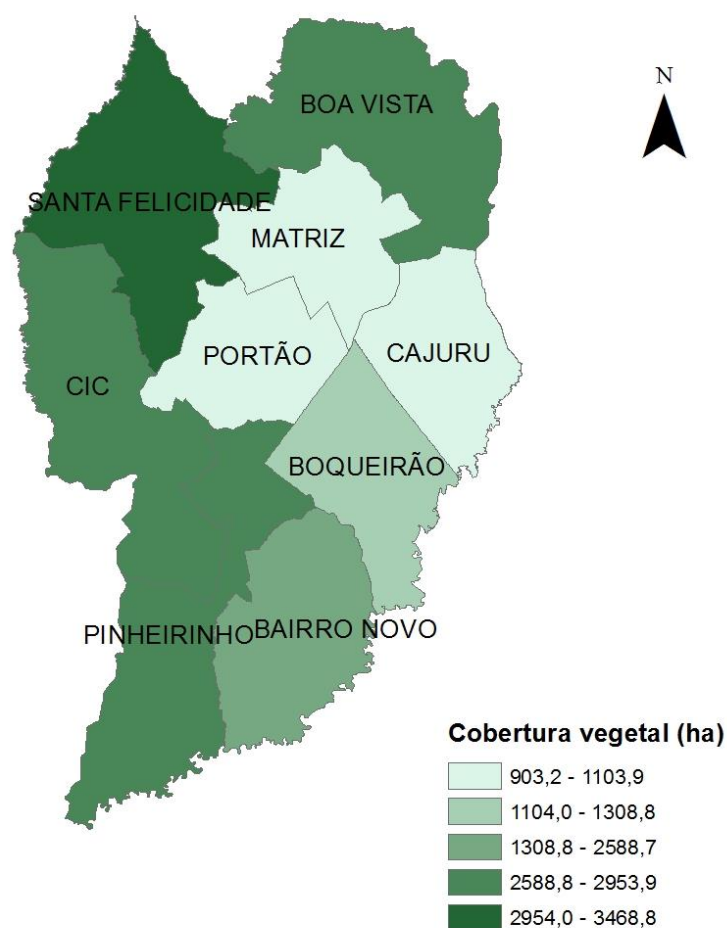 N
BOA VISTA
SANTA FELICIDADE
MATRIZ
PORTÃO
CAJURU
CIC
BOQUEIRÃO
PINHEIRINHO
BAIRRO NOVO
Cobertura vegetal (ha)
903,2 - 1103,9
1104,0 - 1308,8
1308,8 - 2588,7
2588,8 - 2953,9
2954,0 - 3468,8